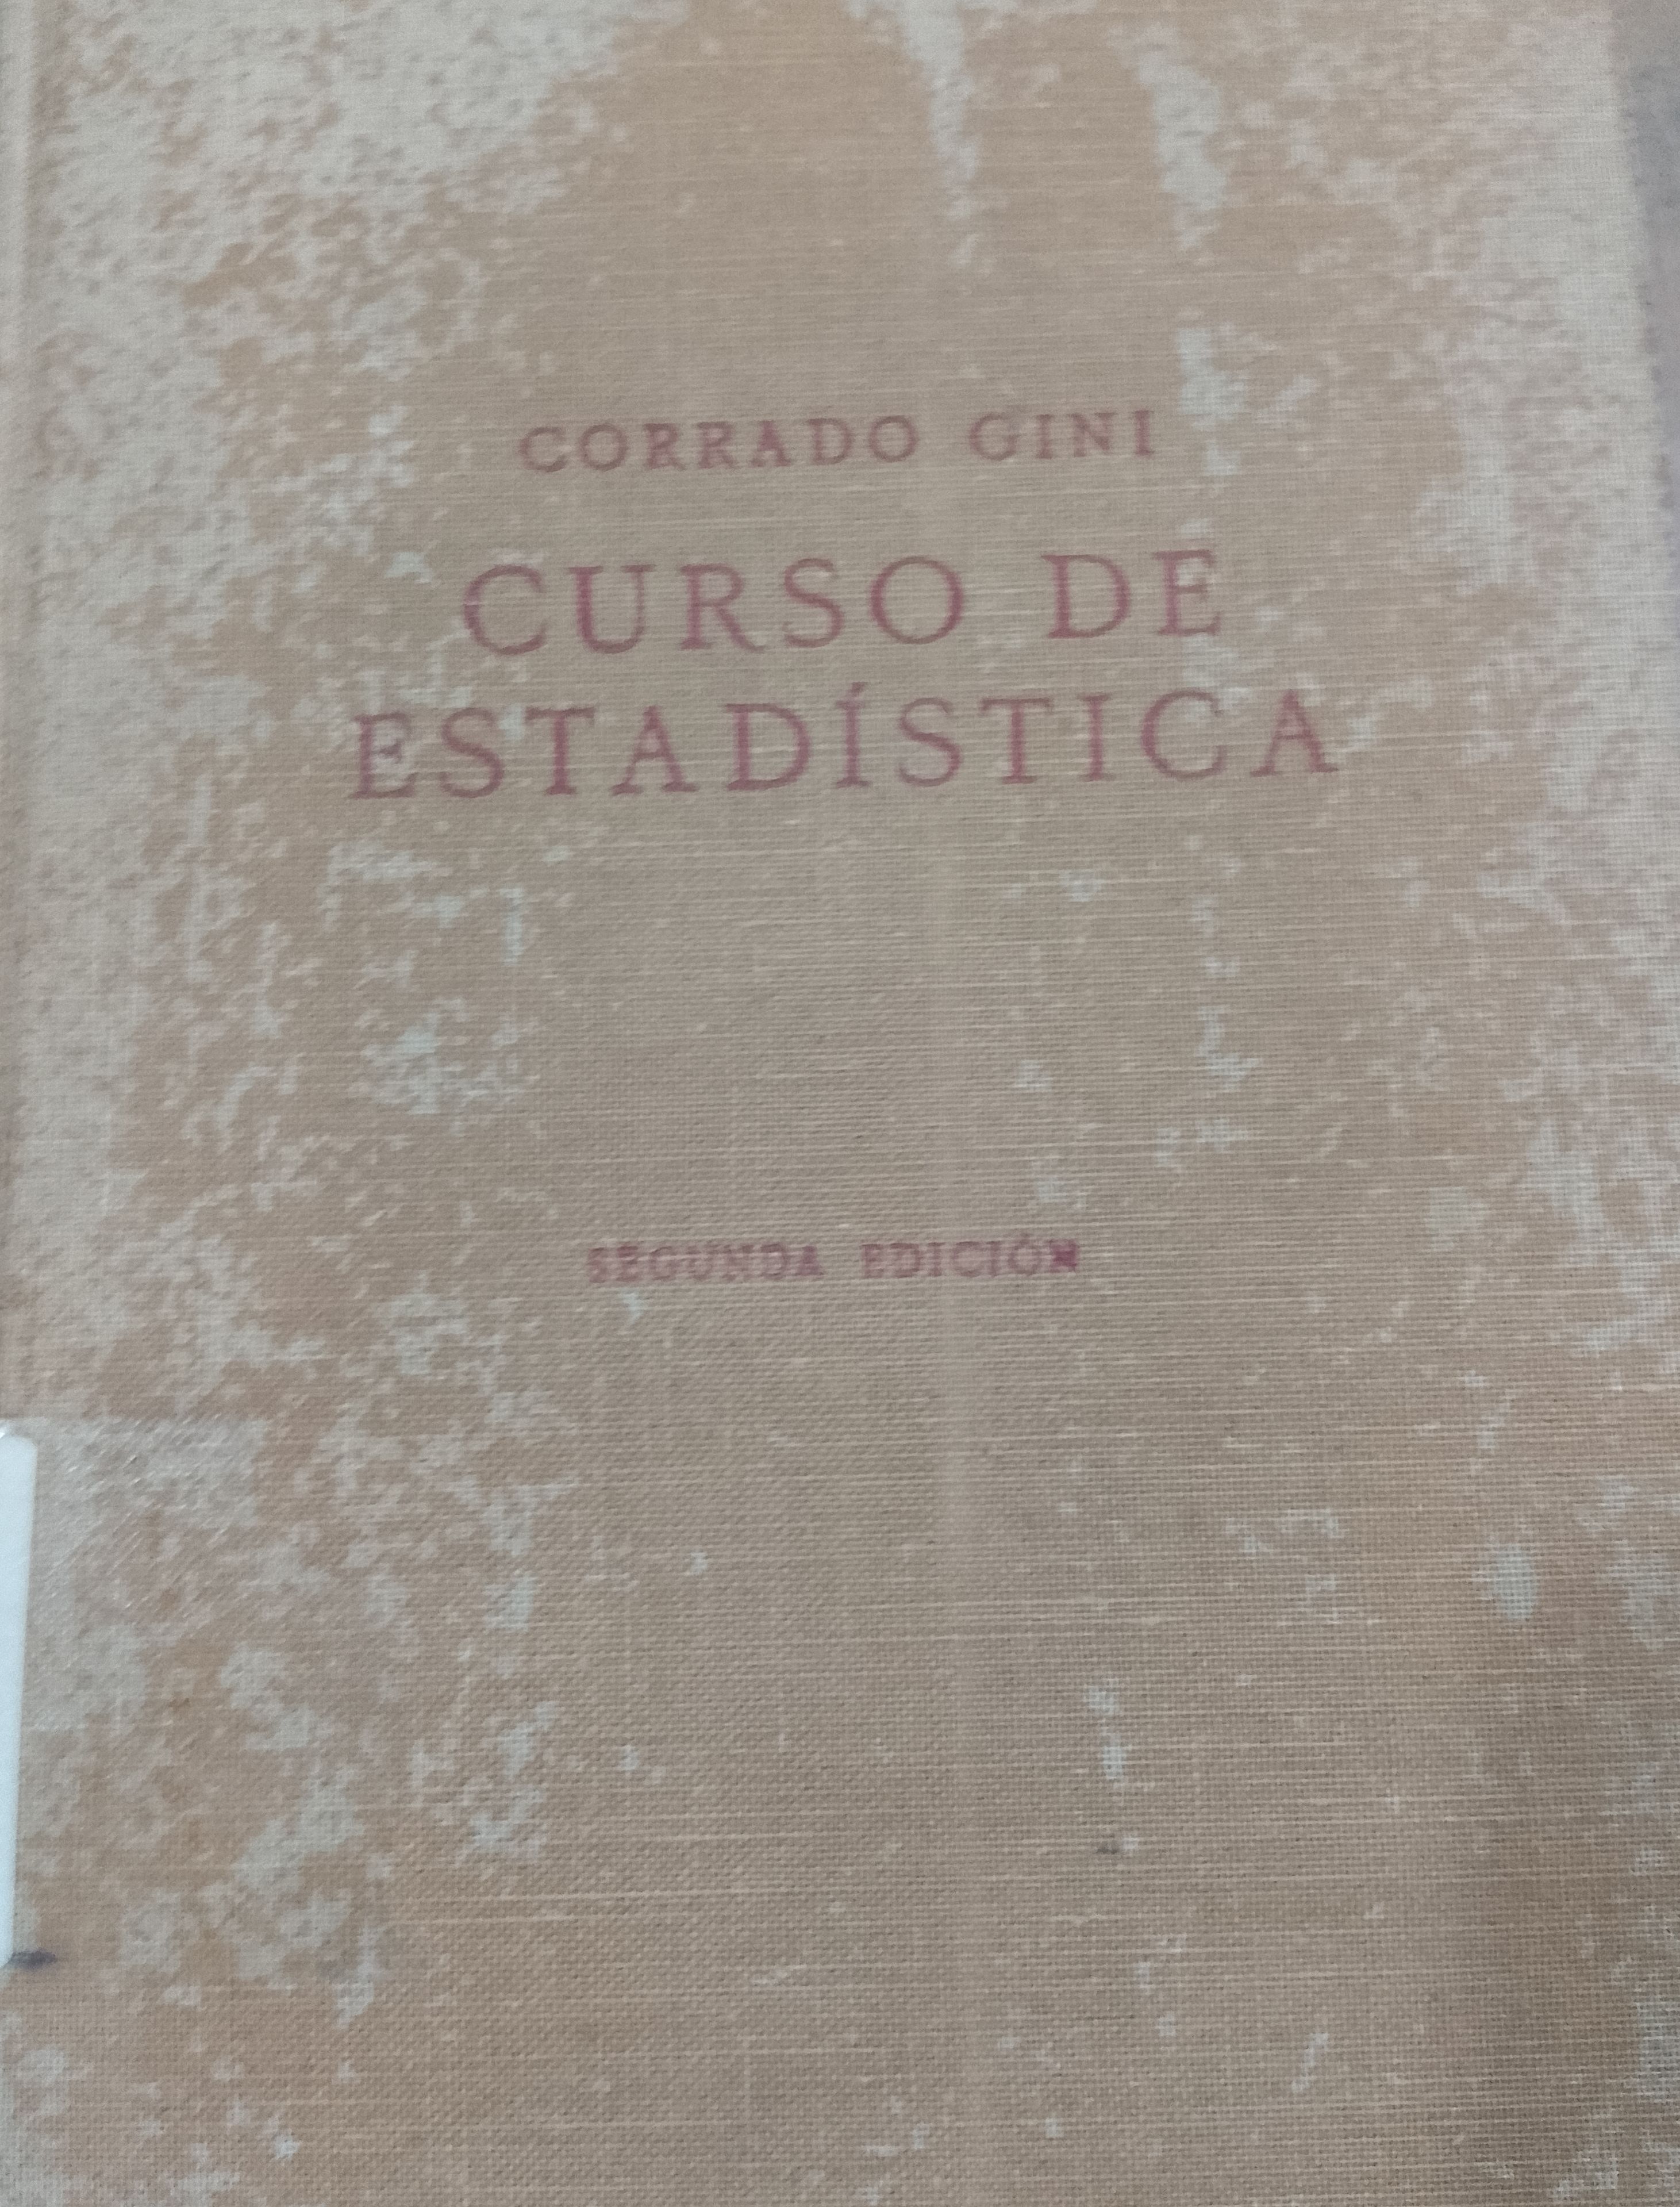 CORRADO GINI
CURSO DE
ESTADÍSTICA
SEGUNDA EDICIÓN